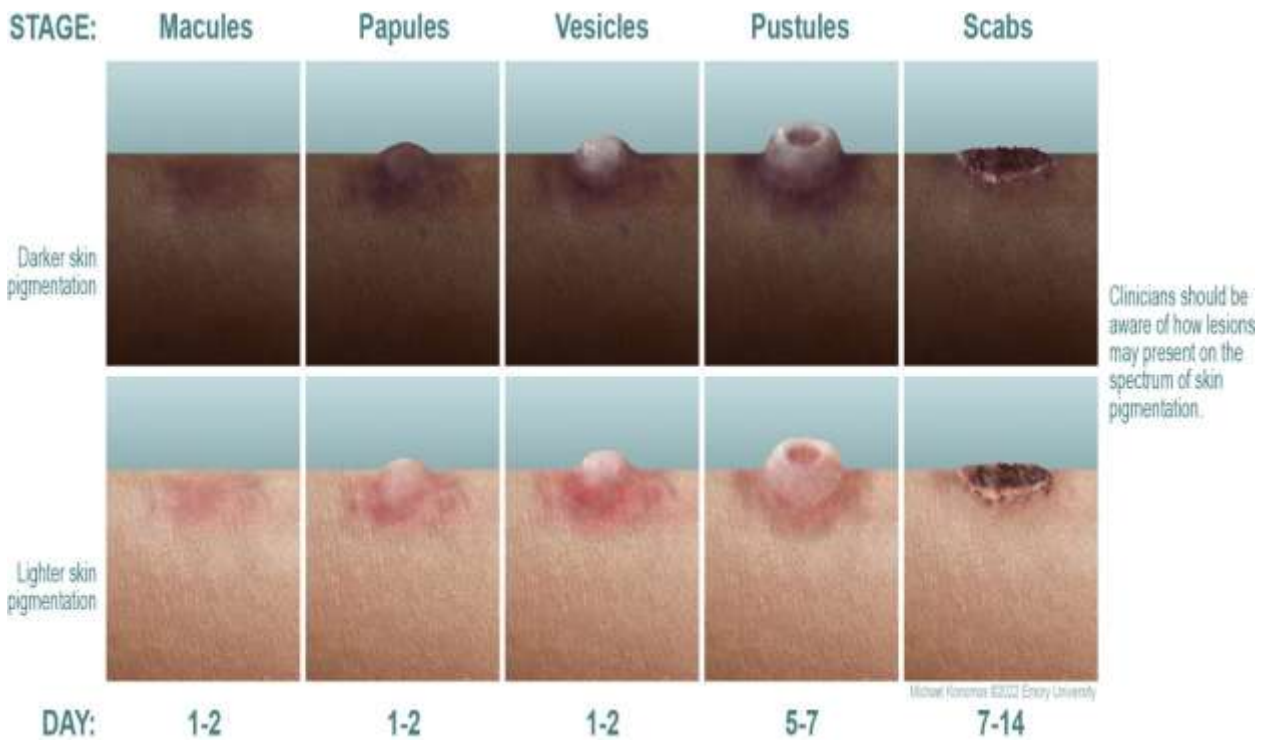 STAGE: Macules Papules Vesicles Pustules Scabs
Darker skin
pigmentation
Clinicians should be
aware of how lesions
may present on the
spectrum of skin
pigmentation.
Lighter skin
pigmentation
Michael Konomos ©2022 Emory University
DAY: 1-2 1-2 1-2 5-7 7-14